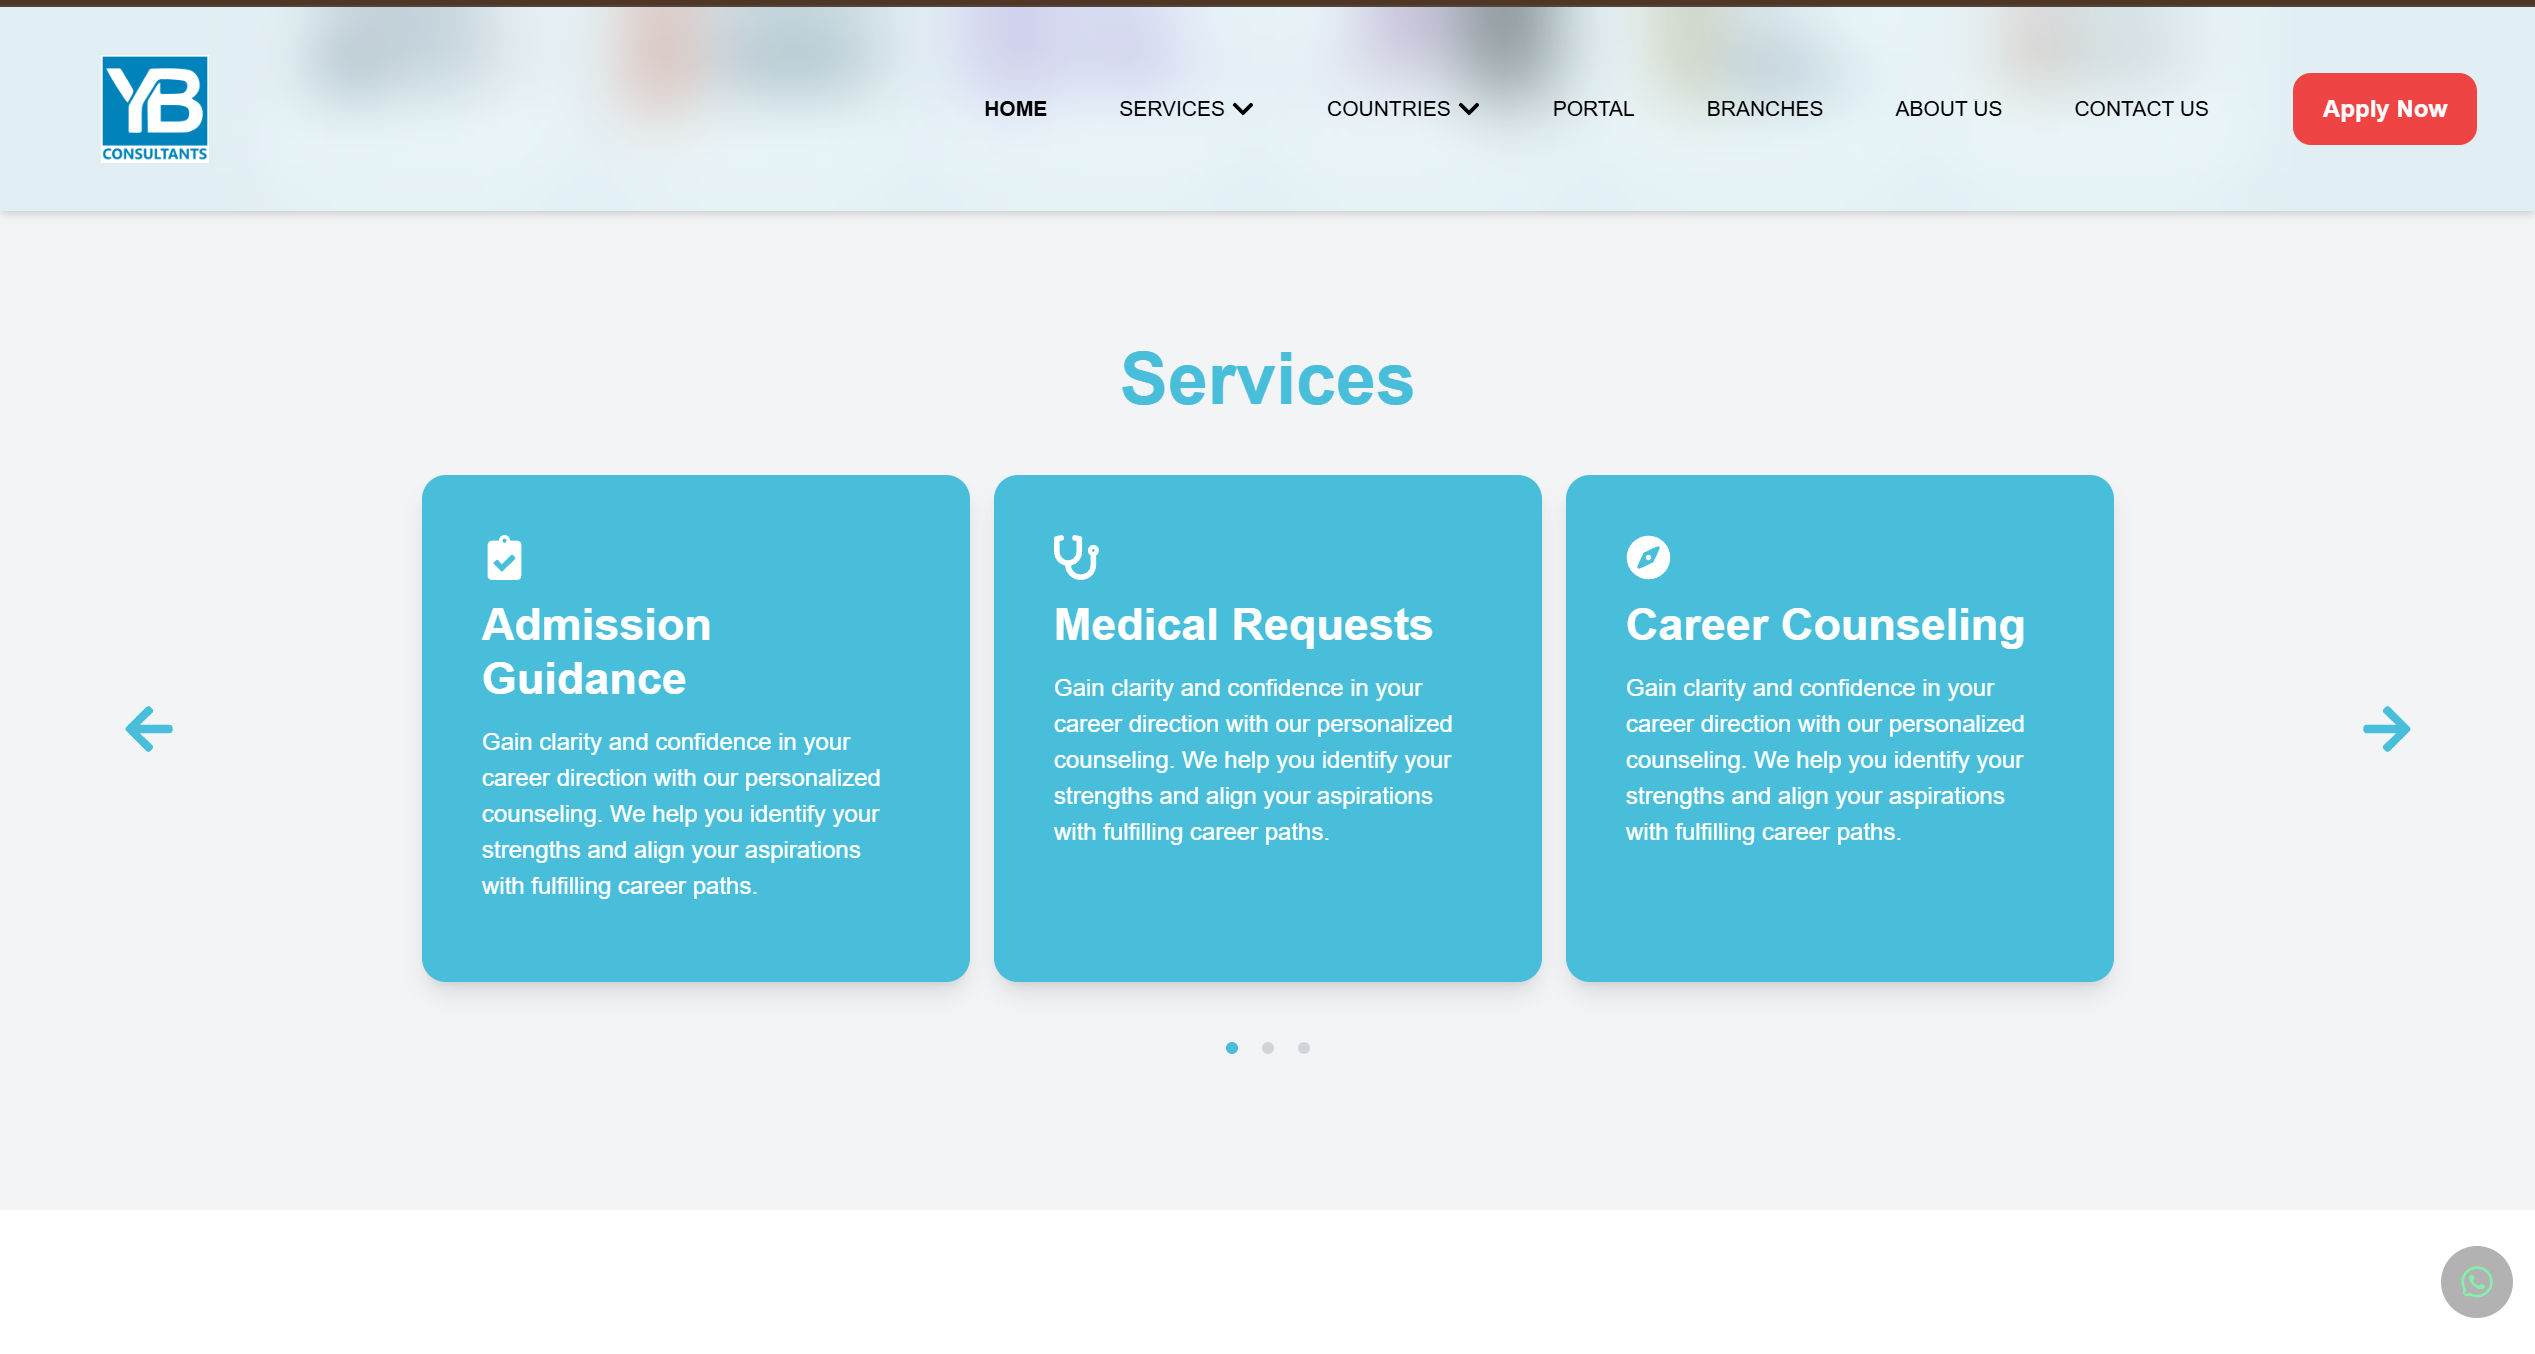 YB
CONSULTANTS
HOME SERVICES COUNTRIES PORTAL BRANCHES ABOUT US CONTACT US Apply Now
Services
Admission
Guidance
Gain clarity and confidence in your
career direction with our personalized
counseling. We help you identify your
strengths and align your aspirations
with fulfilling career paths.
Medical Requests
Gain clarity and confidence in your
career direction with our personalized
counseling. We help you identify your
strengths and align your aspirations
with fulfilling career paths.
Career Counseling
Gain clarity and confidence in your
career direction with our personalized
counseling. We help you identify your
strengths and align your aspirations
with fulfilling career paths.